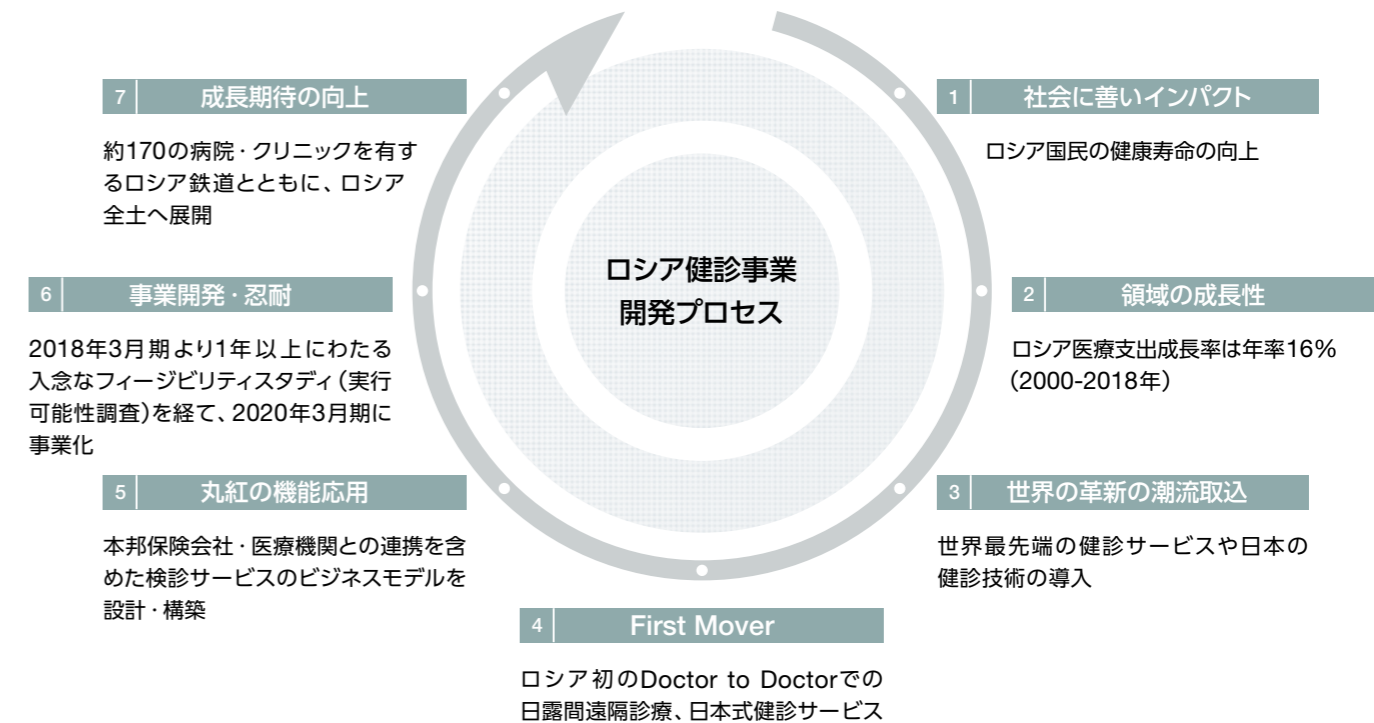 ロシア健診事業
開発プロセス
1 社会に善いインパクト
ロシア国民の健康寿命の向上
2 領域の成長性
ロシア医療支出成長率は年率16%
(2000-2018年)
3 世界の革新の潮流取込
世界最先端の健診サービスや日本の
健診技術の導入
4 First Mover
ロシア初のDoctor to Doctorでの
日露間遠隔診療、日本式健診サービス
5 丸紅の機能応用
本邦保険会社・医療機関との連携を含
めた検診サービスのビジネスモデルを
設計・構築
6 事業開発・忍耐
2018年3月期より1年以上にわたる
入念なフィージビリティスタディ（実行
可能性調査）を経て、2020年3月期に
事業化
7 成長期待の向上
約170の病院・クリニックを有す
るロシア鉄道とともに、ロシア
全土へ展開